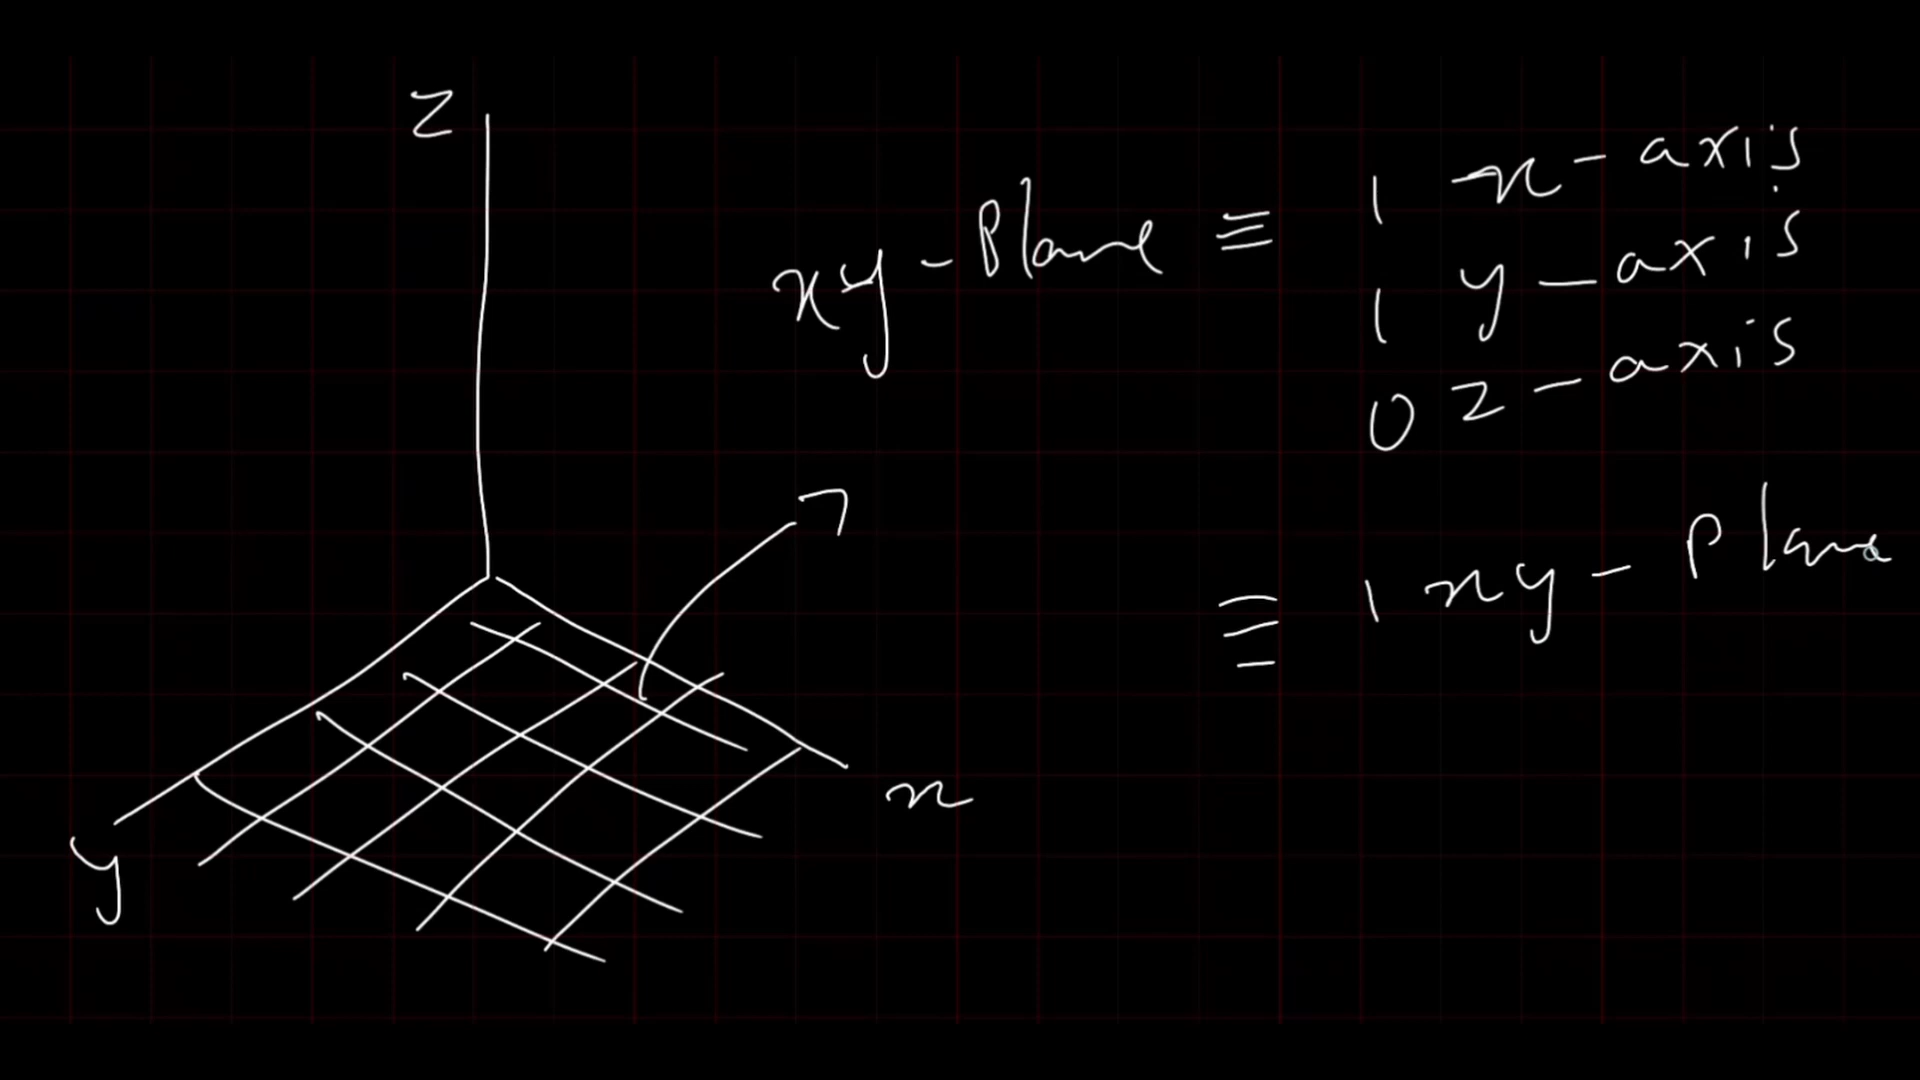 z
xy-Plane ≡ 1 x-axis
1 y-axis
0 z-axis
≡ 1 xy-Plane
x
y